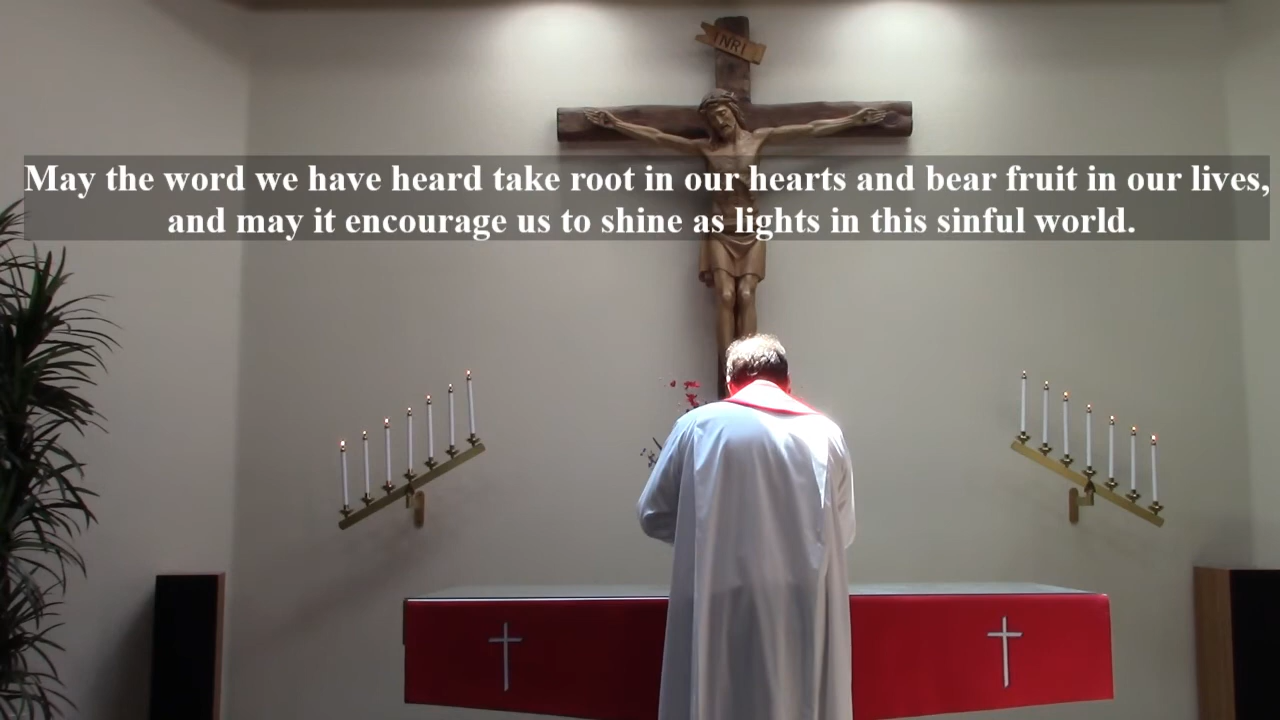 INRI
May the word we have heard take root in our hearts and bear fruit in our lives,
and may it encourage us to shine as lights in this sinful world.